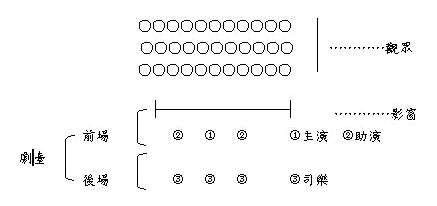 觀眾
影窗
前場 ② ① ② ①主演 ②助演
劇臺
後場 ③ ③ ③ ③司樂